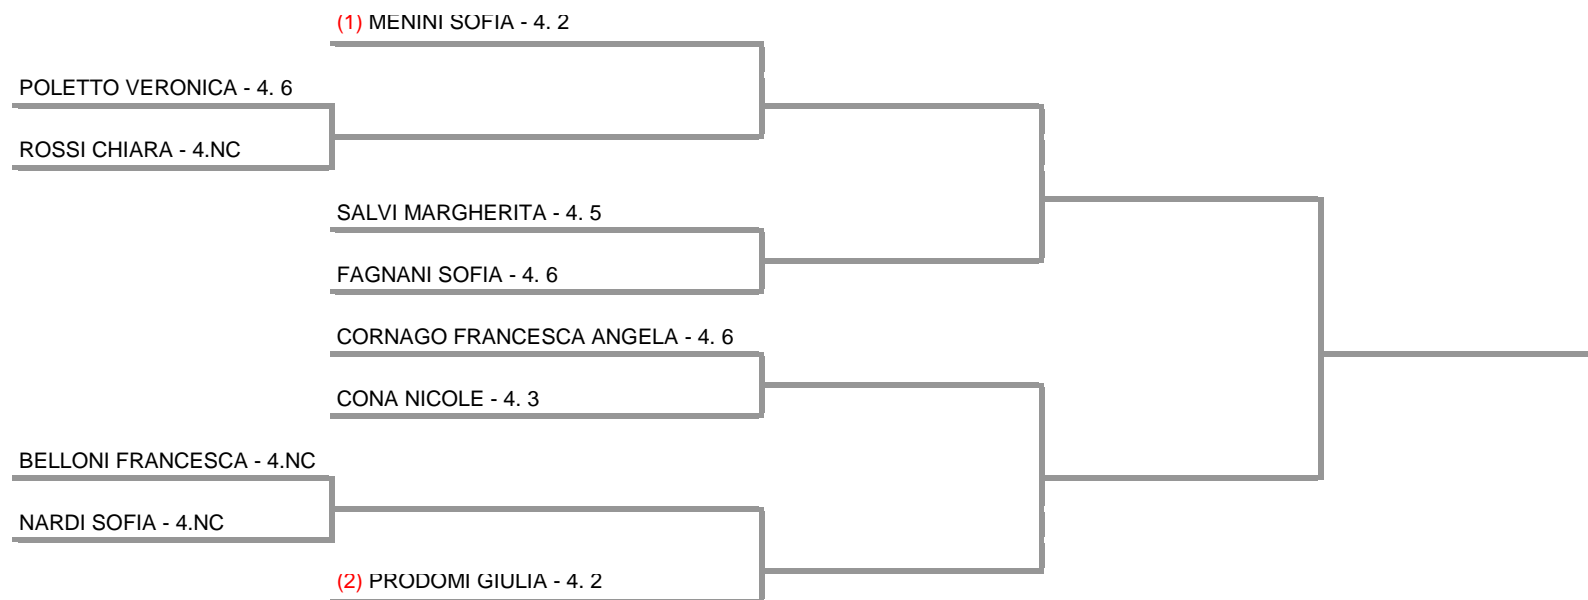 (1) MENINI SOFIA - 4. 2
POLETTO VERONICA - 4. 6
ROSSI CHIARA - 4.NC
SALVI MARGHERITA - 4. 5
FAGNANI SOFIA - 4. 6
CORNAGO FRANCESCA ANGELA - 4. 6
CONA NICOLE - 4. 3
BELLONI FRANCESCA - 4.NC
NARDI SOFIA - 4.NC
(2) PRODOMI GIULIA - 4. 2